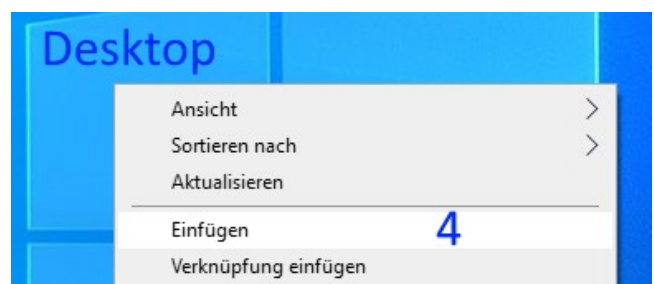 Desktop
Ansicht
Sortieren nach
Aktualisieren
Einfügen 4
Verknüpfung einfügen